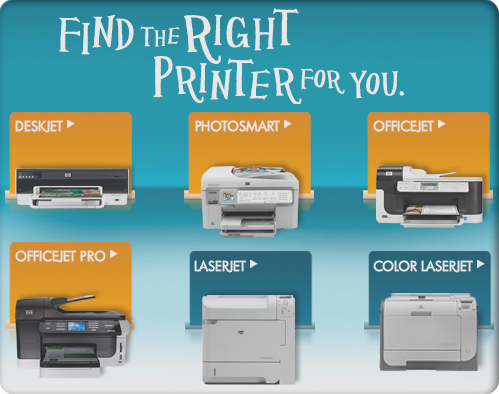 FIND THE RIGHT
PRINTER FOR YOU.
DESKJET
PHOTOSMART
OFFICEJET
OFFICEJET PRO
LASERJET
COLOR LASERJET